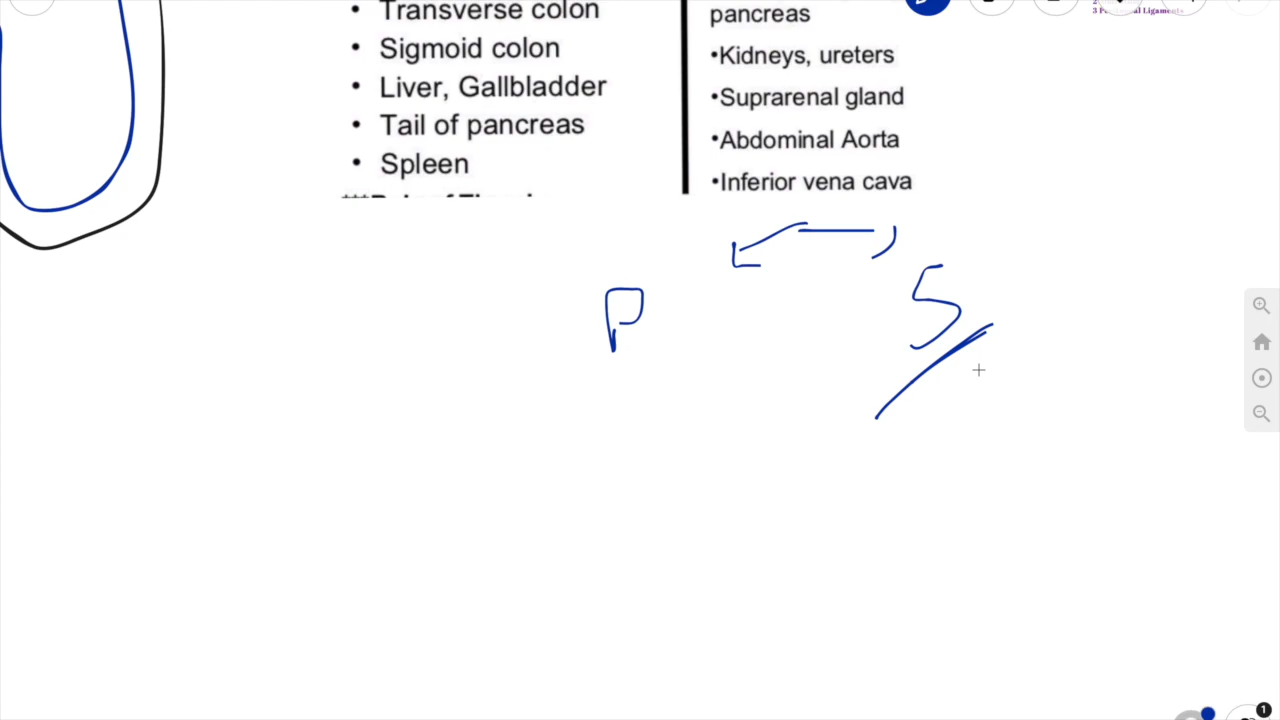 Transverse colon
• Sigmoid colon
• Liver, Gallbladder
• Tail of pancreas
• Spleen
pancreas
•Kidneys, ureters
•Suprarenal gland
•Abdominal Aorta
•Inferior vena cava
P
S
1